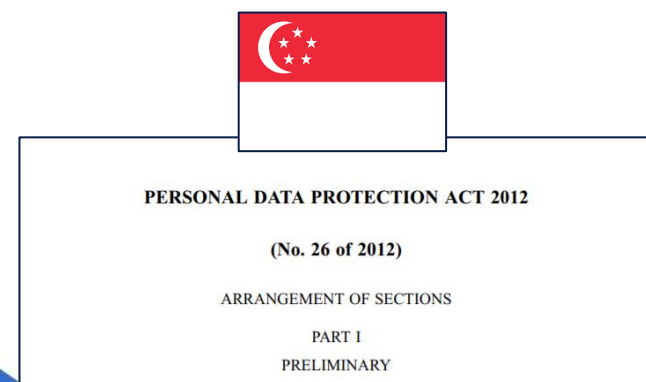 PERSONAL DATA PROTECTION ACT 2012
(No. 26 of 2012)
ARRANGEMENT OF SECTIONS
PART I
PRELIMINARY